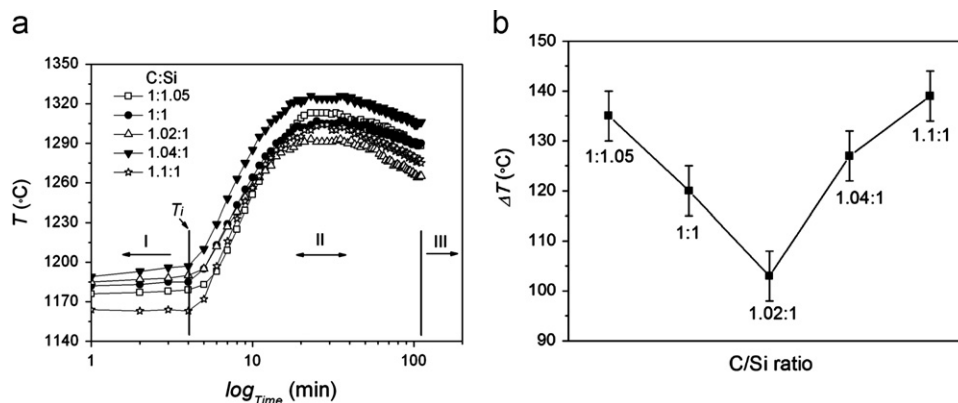 a
C:Si
1:1.05
1:1
1.02:1
1.04:1
1.1:1
Ti
I
II
III
T (°C)
1350
1320
1290
1260
1230
1200
1170
1140
1
10
100
logTime (min)
b
ΔT (°C)
150
140
130
120
110
100
90
1:1.05
1:1
1.02:1
1.04:1
1.1:1
C/Si ratio